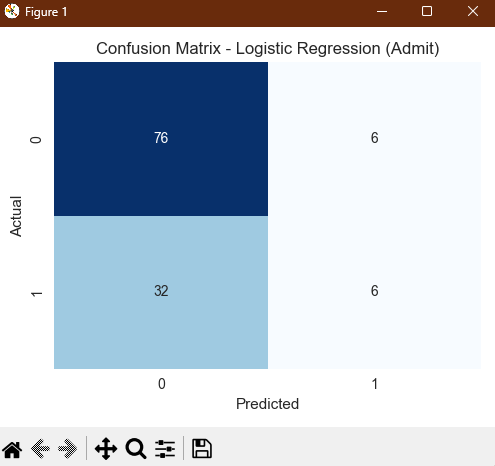 Figure 1
Confusion Matrix - Logistic Regression (Admit)
0
76
6
Actual
1
32
6
0
1
Predicted